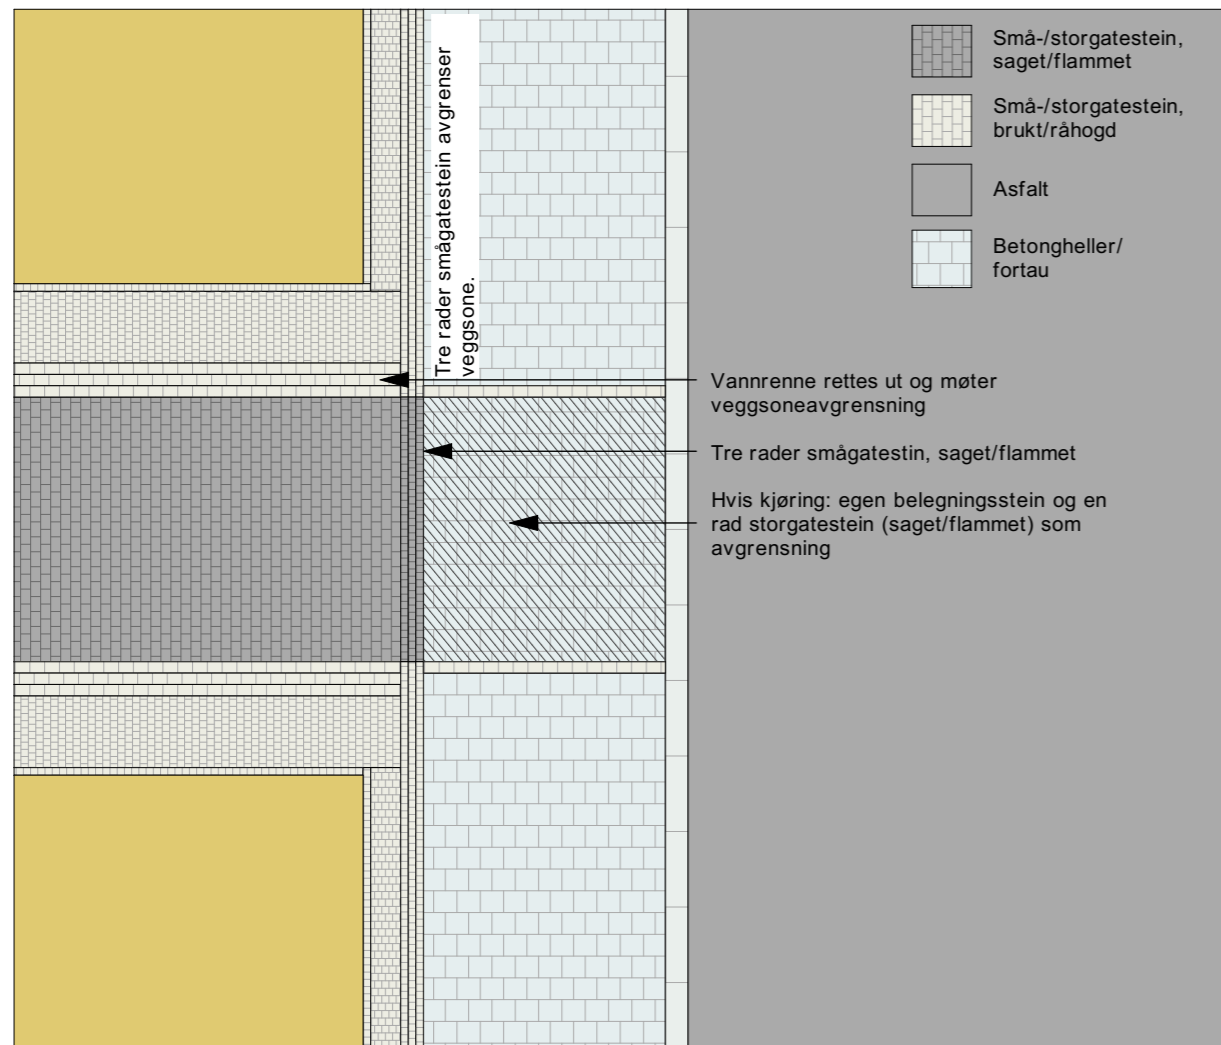 Tre rader smågatestein avgrenser
veggsone.
Små-/storgatestein,
saget/flammet
Små-/storgatestein,
brukt/råhogd
Asfalt
Betongheller/
fortau
Vannrenne rettes ut og møter
veggsoneavgrensning
Tre rader smågatestin, saget/flammet
Hvis kjøring: egen belegningsstein og en
rad storgatestein (saget/flammet) som
avgrensning